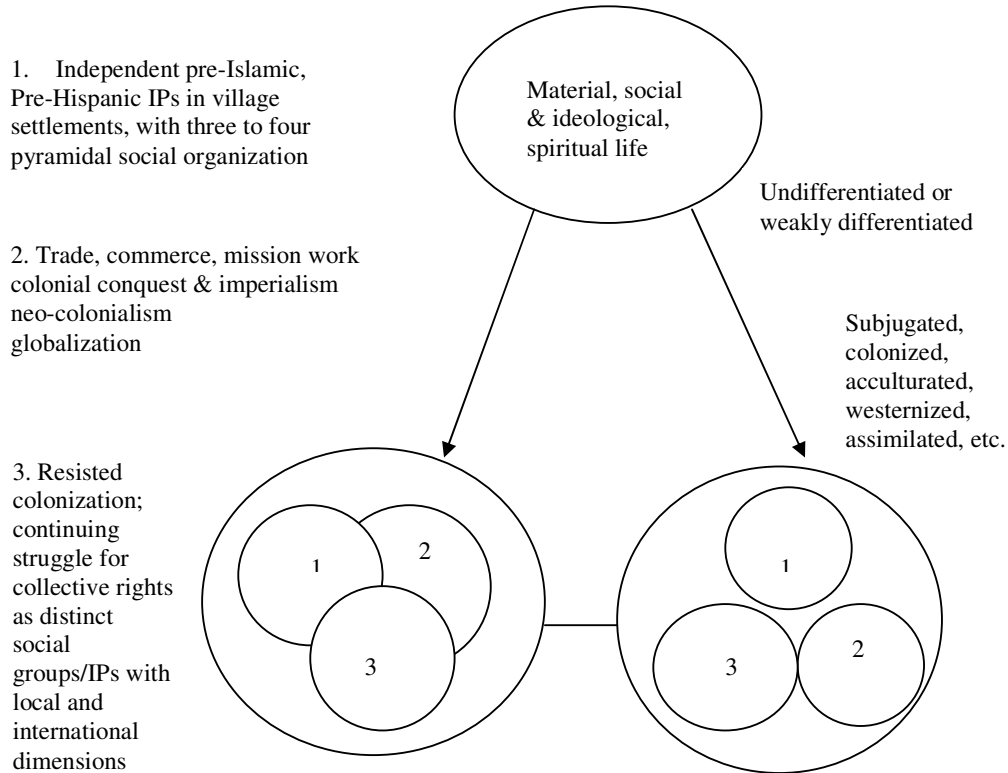 1. Independent pre-Islamic,
Pre-Hispanic IPs in village
settlements, with three to four
pyramidal social organization
Material, social
& ideological,
spiritual life
Undifferentiated or
weakly differentiated
2. Trade, commerce, mission work
colonial conquest & imperialism
neo-colonialism
globalization
Subjugated,
colonized,
acculturated,
westernized,
assimilated, etc.
3. Resisted
colonization;
continuing
struggle for
collective rights
as distinct
social
groups/IPs with
local and
international
dimensions
1
2
3
1
3
2